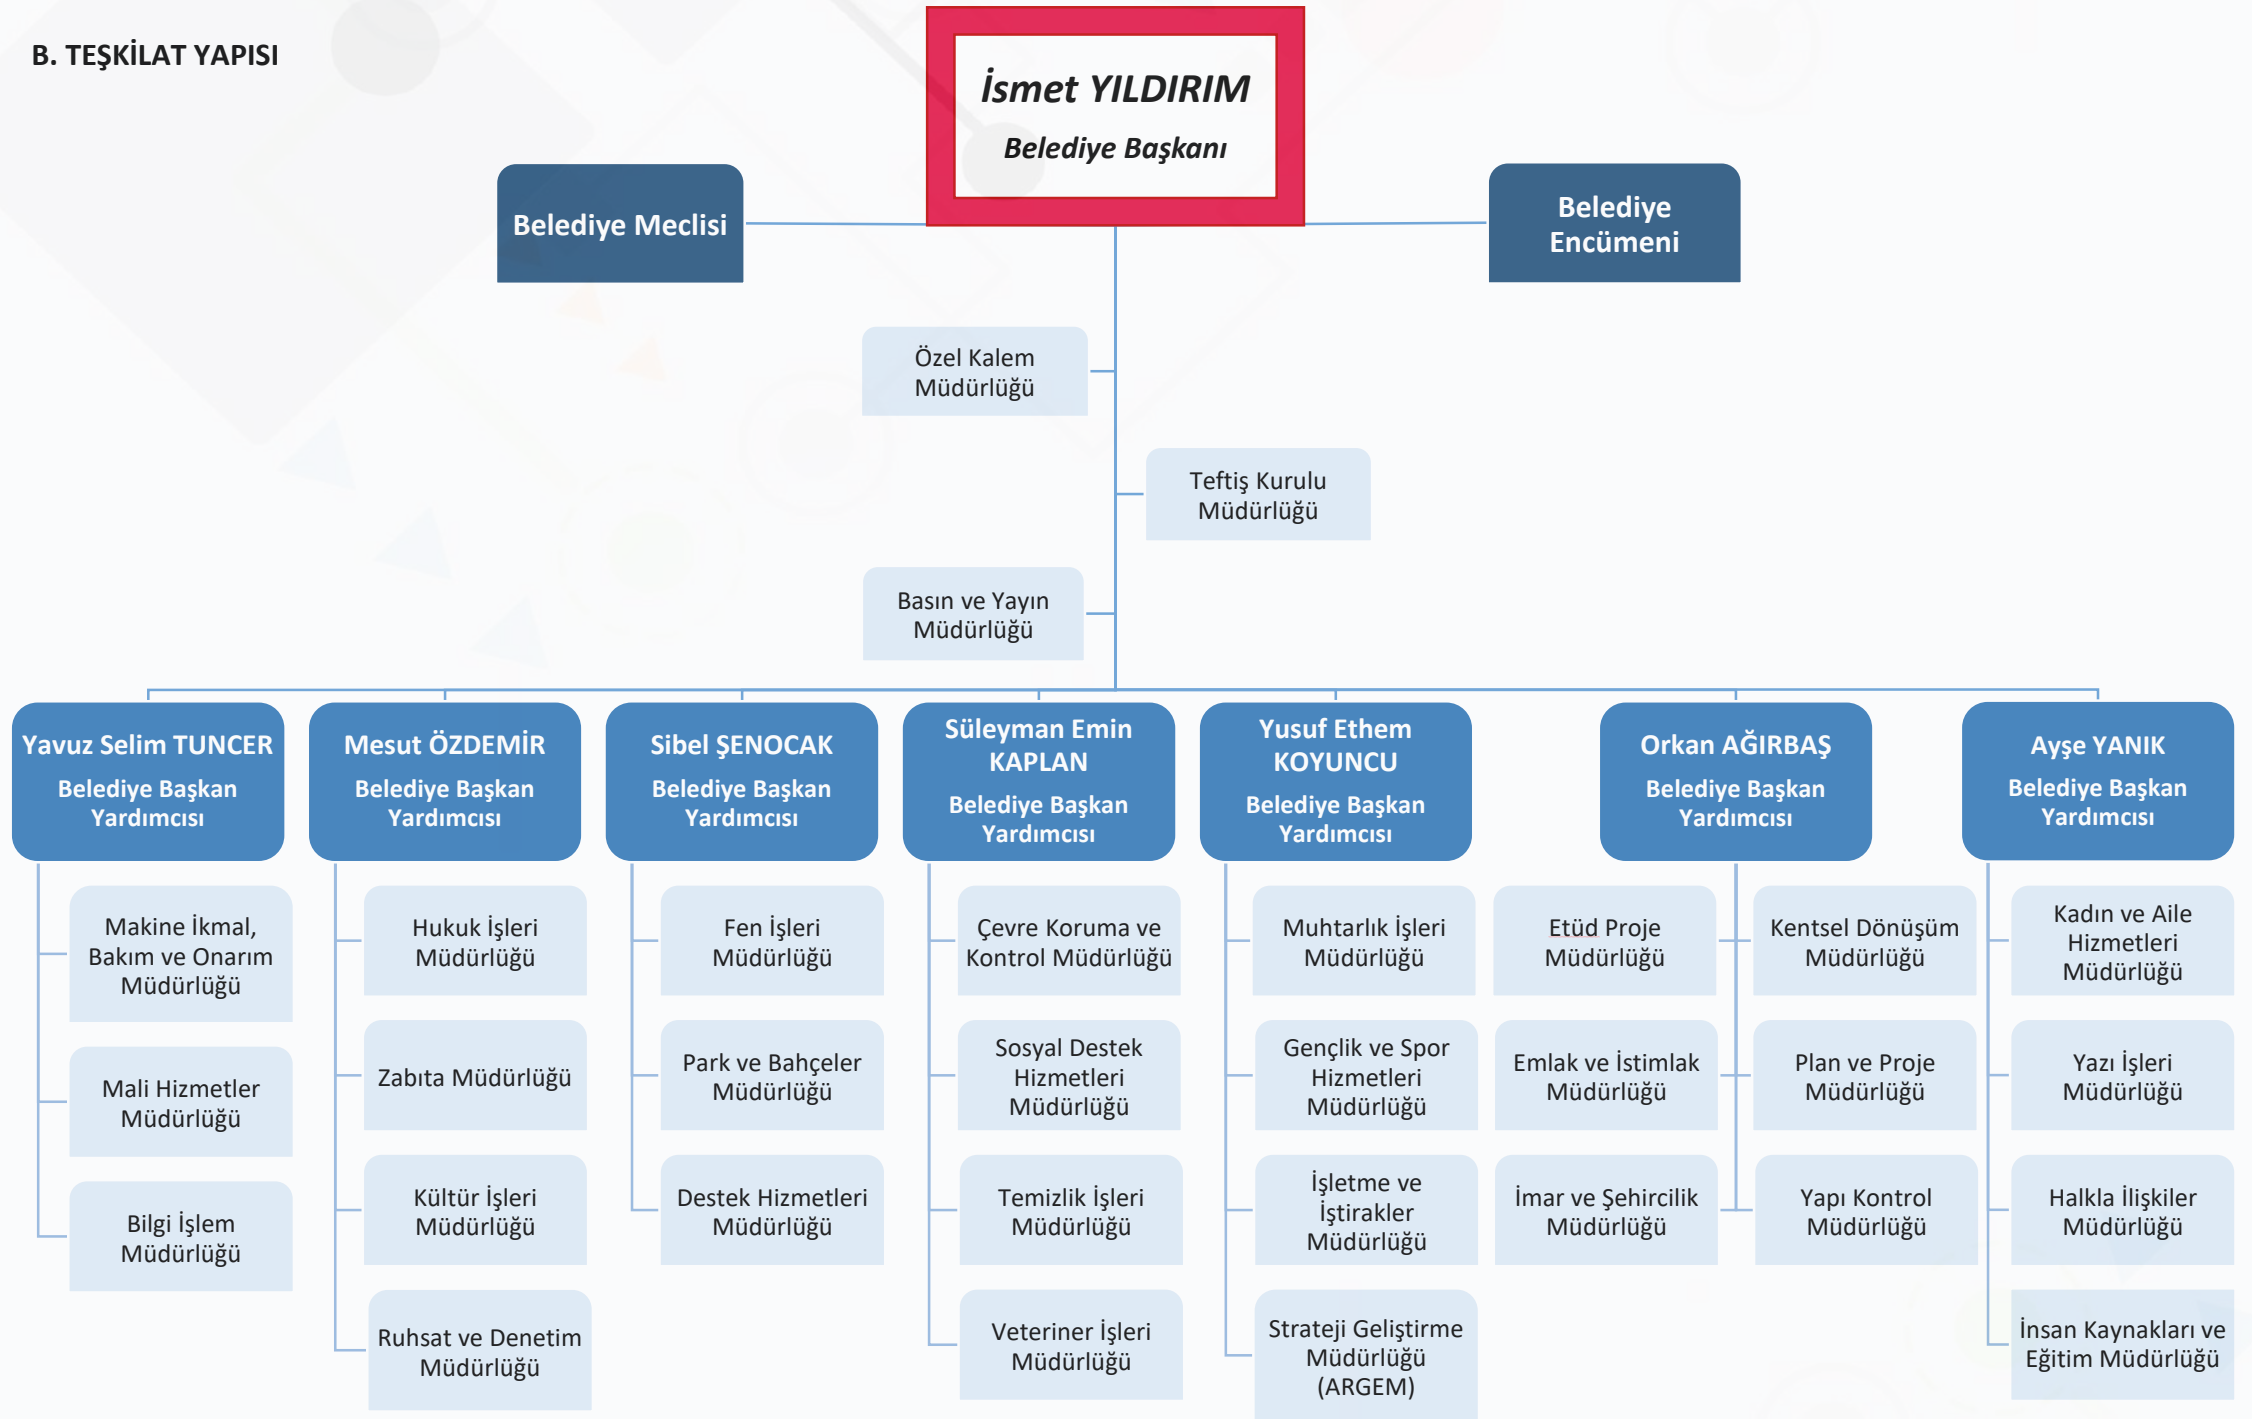 B. TEŞKİLAT YAPISI
İsmet YILDIRIM
Belediye Başkanı
Belediye Meclisi
Belediye
Encümeni
Özel Kalem
Müdürlüğü
Teftiş Kurulu
Müdürlüğü
Basın ve Yayın
Müdürlüğü
Yavuz Selim TUNCER
Belediye Başkan
Yardımcısı
Makine İkmal,
Bakım ve Onarım
Müdürlüğü
Mali Hizmetler
Müdürlüğü
Bilgi İşlem
Müdürlüğü
Mesut ÖZDEMİR
Belediye Başkan
Yardımcısı
Hukuk İşleri
Müdürlüğü
Zabıta Müdürlüğü
Kültür İşleri
Müdürlüğü
Ruhsat ve Denetim
Müdürlüğü
Sibel ŞENOCAK
Belediye Başkan
Yardımcısı
Fen İşleri
Müdürlüğü
Park ve Bahçeler
Müdürlüğü
Destek Hizmetleri
Müdürlüğü
Süleyman Emin
KAPLAN
Belediye Başkan
Yardımcısı
Çevre Koruma ve
Kontrol Müdürlüğü
Sosyal Destek
Hizmetleri
Müdürlüğü
Temizlik İşleri
Müdürlüğü
Veteriner İşleri
Müdürlüğü
Yusuf Ethem
KOYUNCU
Belediye Başkan
Yardımcısı
Muhtarlık İşleri
Müdürlüğü
Gençlik ve Spor
Hizmetleri
Müdürlüğü
İşletme ve
İştirakler
Müdürlüğü
Strateji Geliştirme
Müdürlüğü
(ARGEM)
Orkan AĞIRBAŞ
Belediye Başkan
Yardımcısı
Etüd Proje
Müdürlüğü
Kentsel Dönüşüm
Müdürlüğü
Emlak ve İstimlak
Müdürlüğü
Plan ve Proje
Müdürlüğü
İmar ve Şehircilik
Müdürlüğü
Yapı Kontrol
Müdürlüğü
Ayşe YANIK
Belediye Başkan
Yardımcısı
Kadın ve Aile
Hizmetleri
Müdürlüğü
Yazı İşleri
Müdürlüğü
Halkla İlişkiler
Müdürlüğü
İnsan Kaynakları ve
Eğitim Müdürlüğü